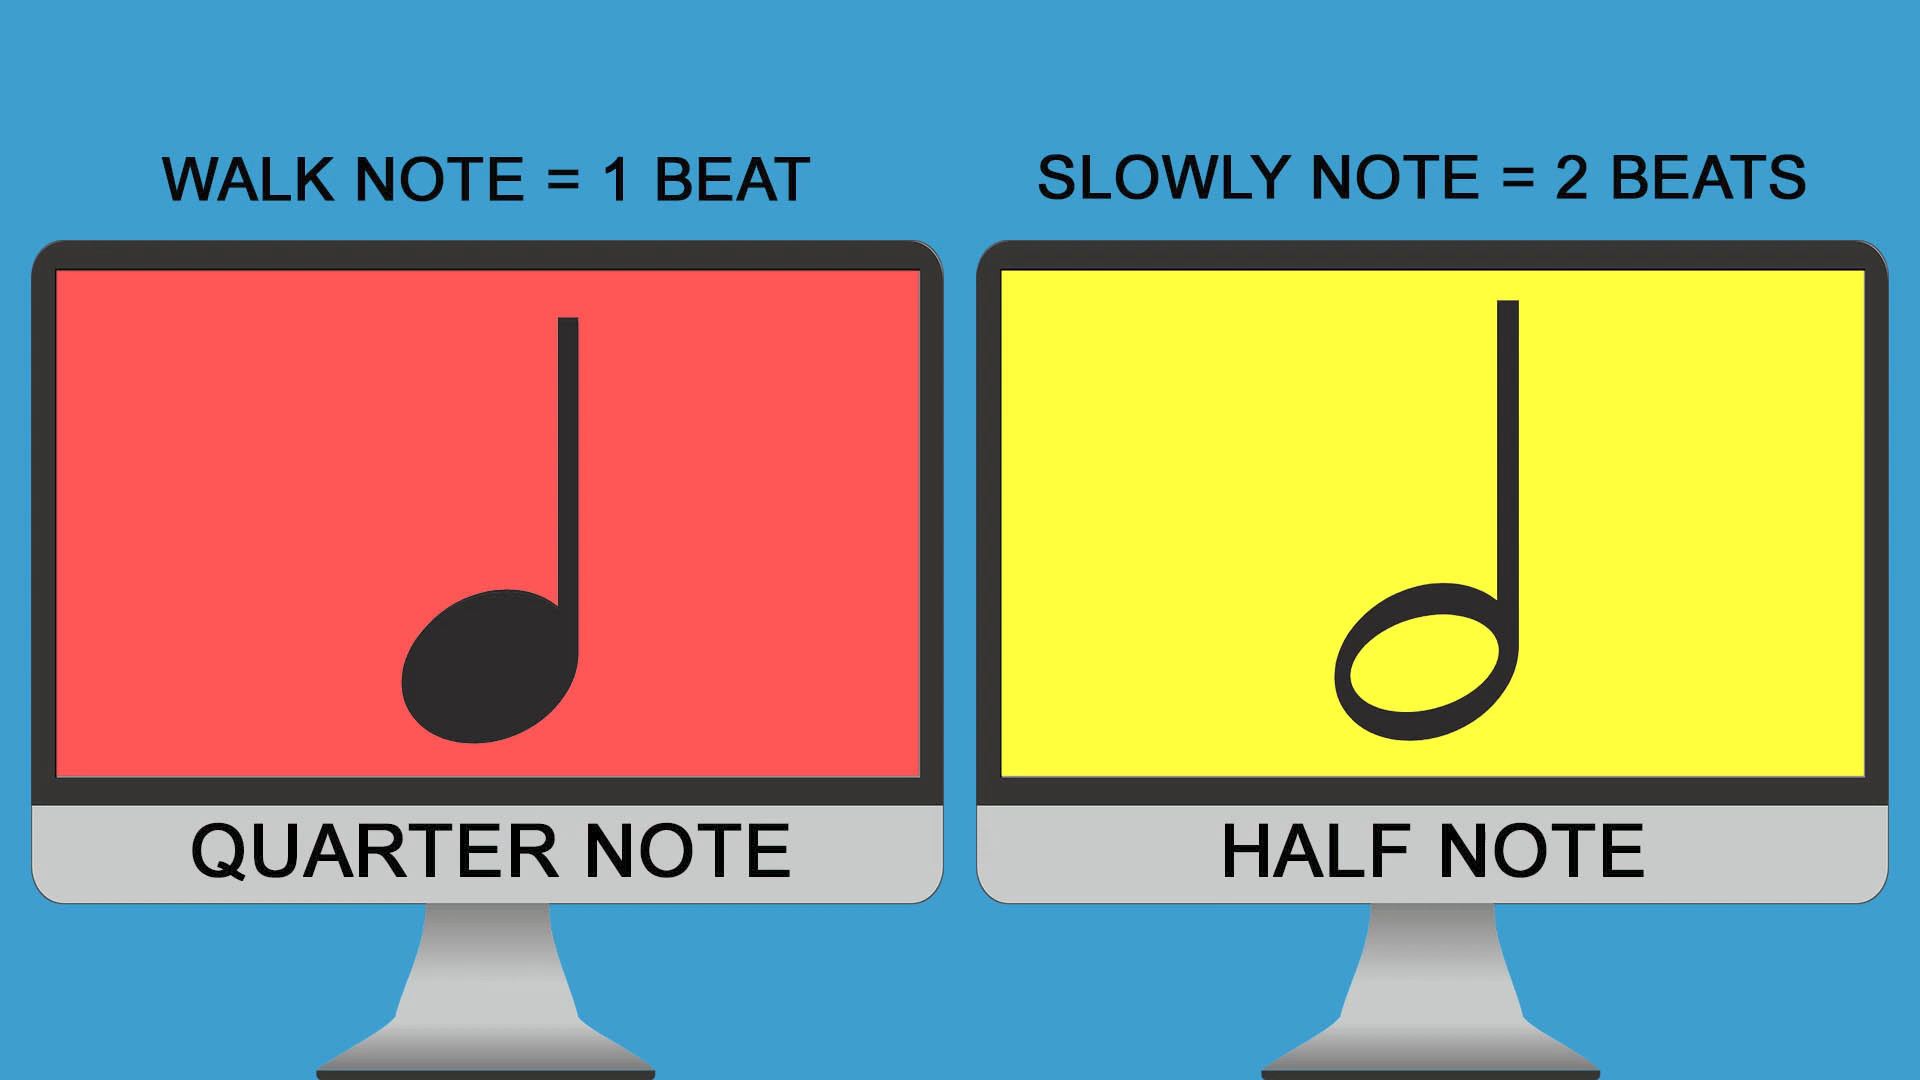 WALK NOTE = 1 BEAT
SLOWLY NOTE = 2 BEATS
QUARTER NOTE
HALF NOTE